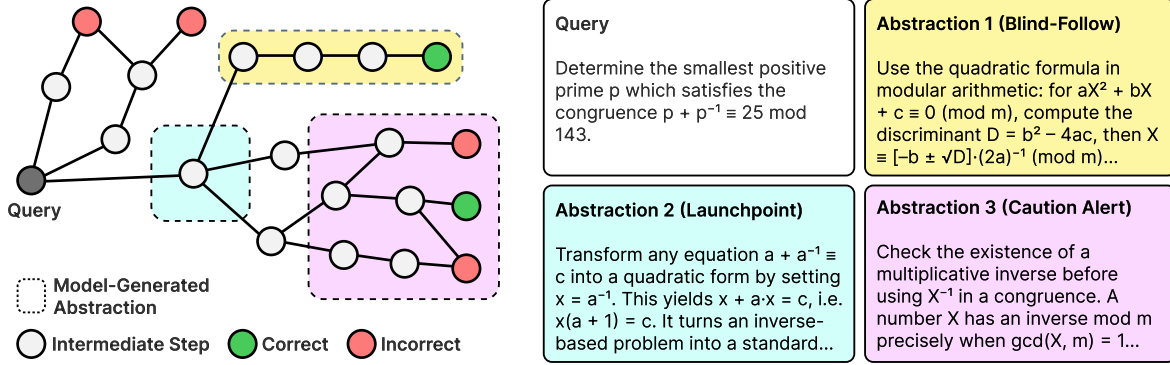 Query
Model-Generated
Abstraction
Intermediate Step
Correct
Incorrect
Query
Determine the smallest positive
prime p which satisfies the
congruence p + p⁻¹ ≡ 25 mod
143.
Abstraction 1 (Blind-Follow)
Use the quadratic formula in
modular arithmetic: for aX² + bX
+ c ≡ 0 (mod m), compute the
discriminant D = b² – 4ac, then X
≡ [–b ± √D]·(2a)⁻¹ (mod m)...
Abstraction 2 (Launchpoint)
Transform any equation a + a⁻¹ ≡
c into a quadratic form by setting
x = a⁻¹. This yields x + a·x = c, i.e.
x(a + 1) = c. It turns an inverse-
based problem into a standard...
Abstraction 3 (Caution Alert)
Check the existence of a
multiplicative inverse before
using X⁻¹ in a congruence. A
number X has an inverse mod m
precisely when gcd(X, m) = 1...